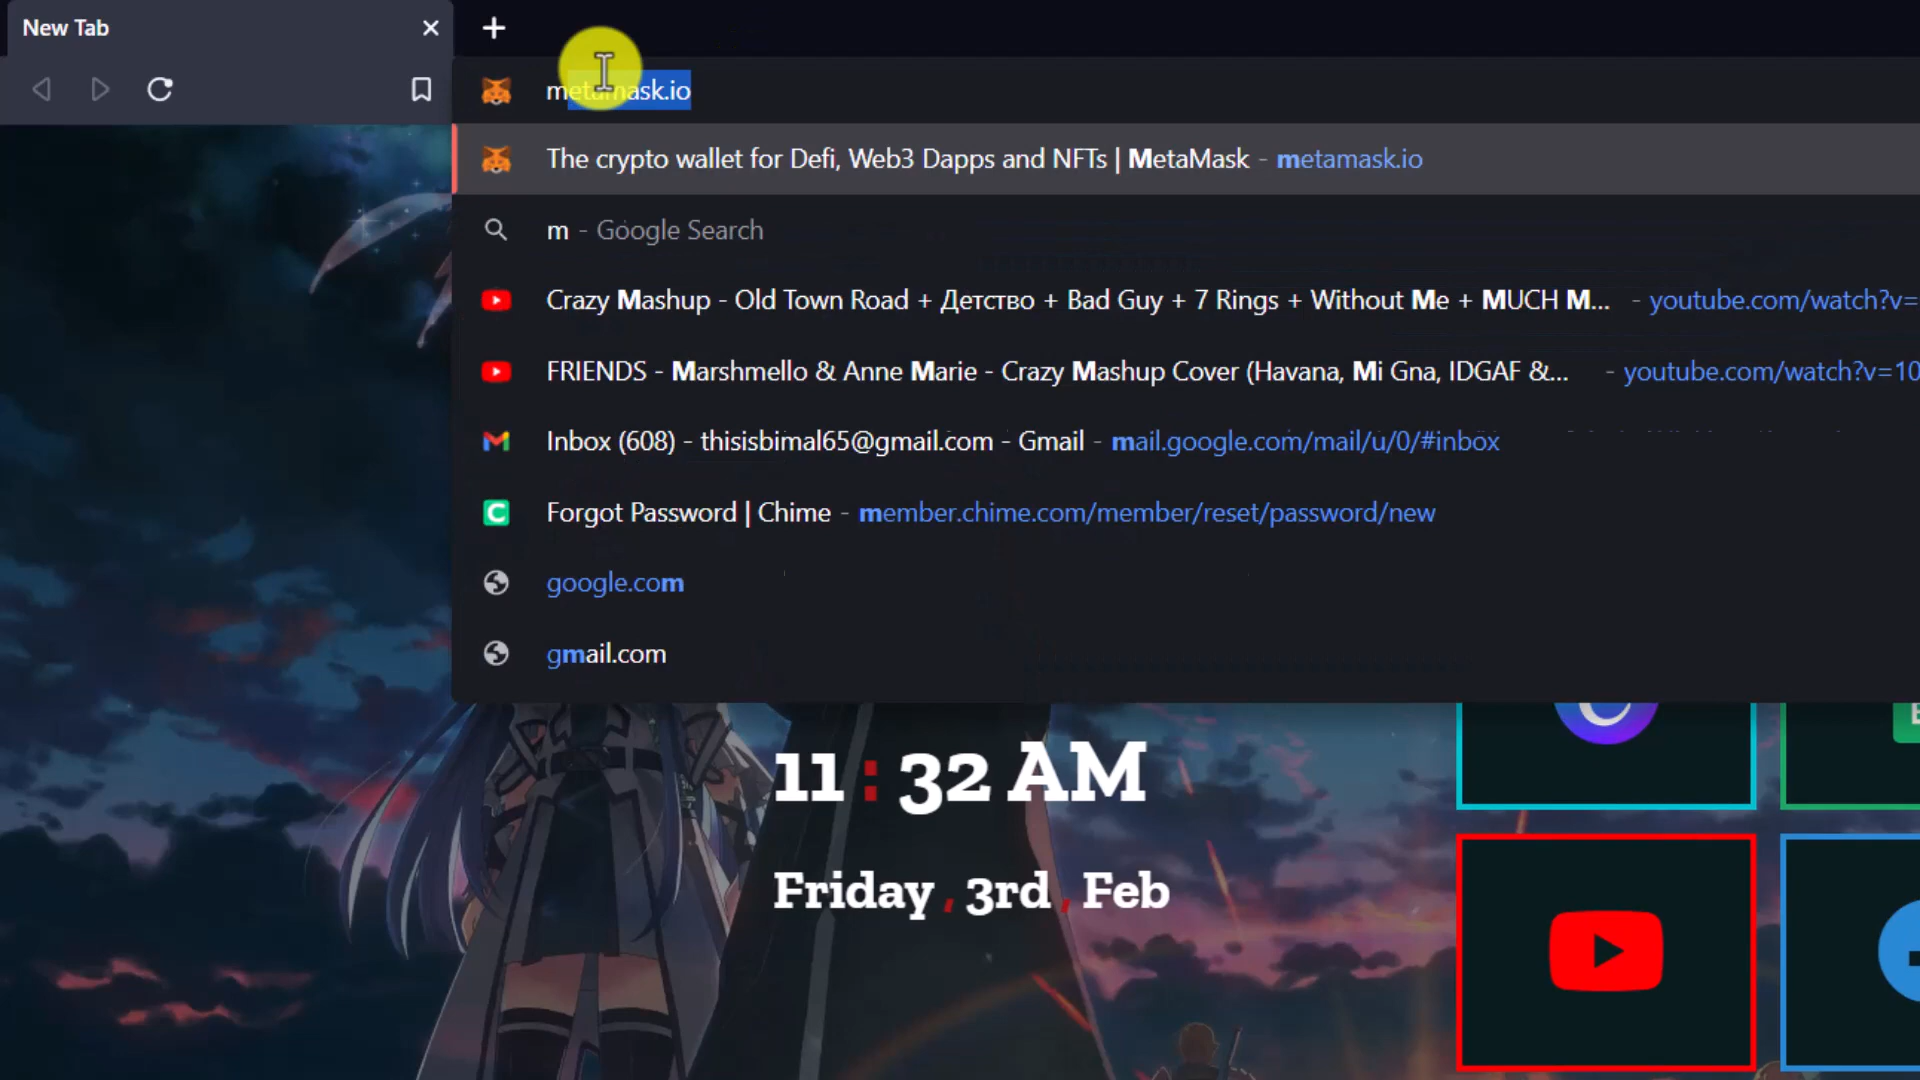 New Tab
metamask.io
The crypto wallet for Defi, Web3 Dapps and NFTs | MetaMask - metamask.io
m - Google Search
Crazy Mashup - Old Town Road + Детство + Bad Guy + 7 Rings + Without Me + MUCH M... - youtube.com/watch?v=
FRIENDS - Marshmello & Anne Marie - Crazy Mashup Cover (Havana, Mi Gna, IDGAF &... - youtube.com/watch?v=10
Inbox (608) - thisisbimal65@gmail.com - Gmail - mail.google.com/mail/u/0/#inbox
Forgot Password | Chime - member.chime.com/member/reset/password/new
google.com
gmail.com
11:32 AM
Friday, 3rd, Feb